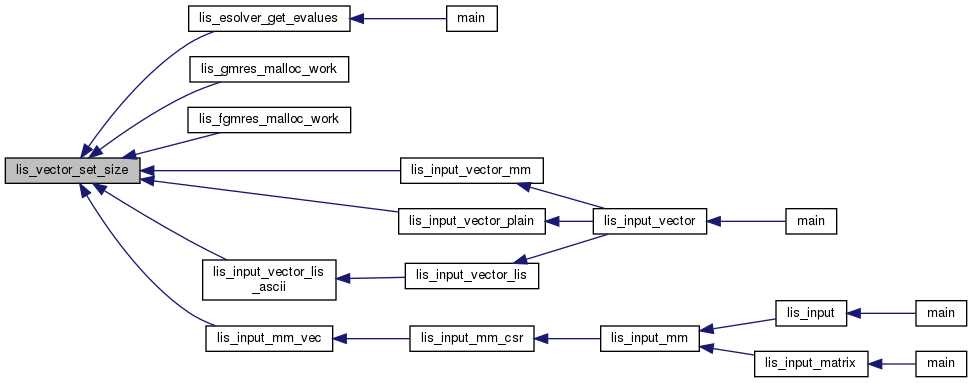 lis_esolver_get_evalues
main
lis_gmres_malloc_work
lis_fgmres_malloc_work
lis_vector_set_size
lis_input_vector_mm
lis_input_vector_plain
lis_input_vector
main
lis_input_vector_lis
_ascii
lis_input_vector_lis
lis_input
main
lis_input_mm_vec
lis_input_mm_csr
lis_input_mm
lis_input_matrix
main